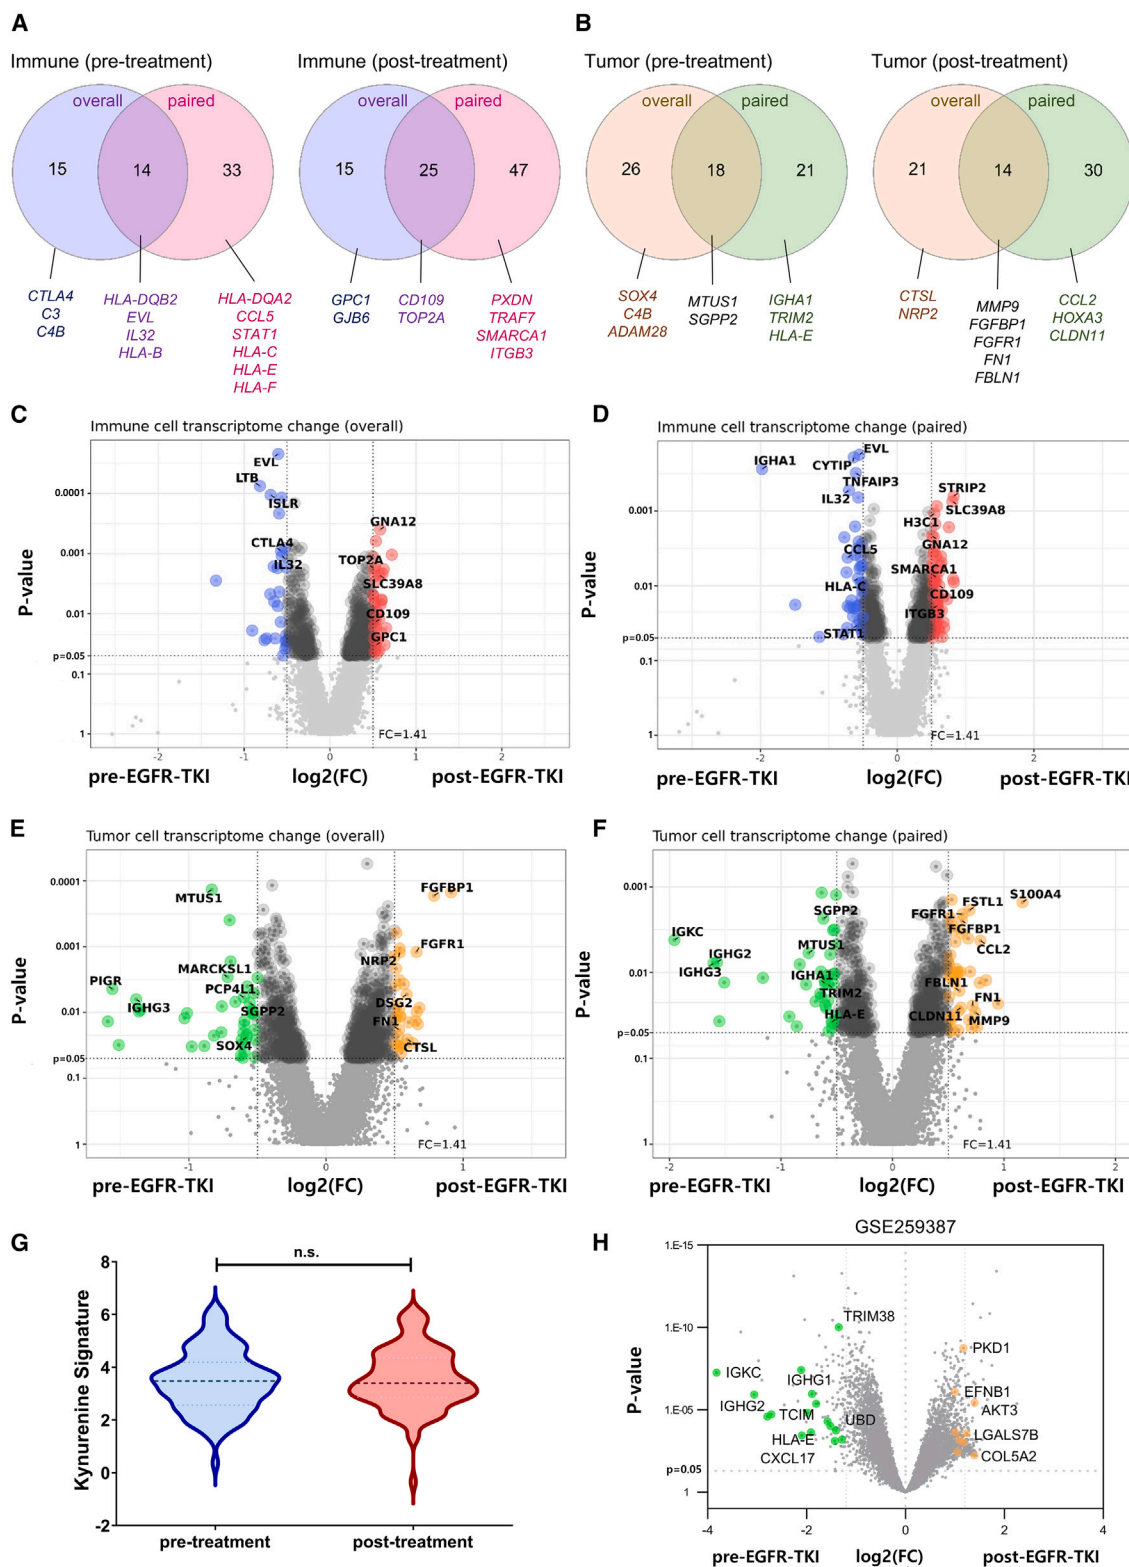 A
Immune (pre-treatment)
overall
paired
15
14
33
CTLA4
C3
C4B
HLA-DQB2
EVL
IL32
HLA-B
HLA-DQA2
CCL5
STAT1
HLA-C
HLA-E
HLA-F
Immune (post-treatment)
overall
paired
15
25
47
GPC1
GJB6
CD109
TOP2A
PXDN
TRAF7
SMARCA1
ITGB3
B
Tumor (pre-treatment)
overall
paired
26
18
21
SOX4
C4B
ADAM28
MTUS1
SGPP2
IGHA1
TRIM2
HLA-E
Tumor (post-treatment)
overall
paired
21
14
30
CTSL
NRP2
MMP9
FGFBP1
FGFR1
FN1
FBLN1
CCL2
HOXA3
CLDN11
C
Immune cell transcriptome change (overall)
P-value
0.0001
0.001
0.01
p=0.05
0.1
1
EVL
LTB
ISLR
GNA12
CTLA4
IL32
TOP2A
SLC39A8
CD109
GPC1
FC=1.41
-2
-1
0
1
2
pre-EGFR-TKI
log2(FC)
post-EGFR-TKI
D
Immune cell transcriptome change (paired)
P-value
0.001
0.01
p=0.05
0.1
1
IGHA1
EVL
CYTIP
TNFAIP3
IL32
STRIP2
SLC39A8
H3C1
GNA12
CCL5
SMARCA1
HLA-C
CD109
ITGB3
STAT1
FC=1.41
-2
0
2
pre-EGFR-TKI
log2(FC)
post-EGFR-TKI
E
Tumor cell transcriptome change (overall)
P-value
0.0001
0.001
0.01
p=0.05
0.1
1
MTUS1
FGFBP1
FGFR1
NRP2
MARCKSL1
PIGR
PCP4L1
IGHG3
SGPP2
DSG2
FN1
SOX4
CTSL
FC=1.41
-1
0
1
pre-EGFR-TKI
log2(FC)
post-EGFR-TKI
F
Tumor cell transcriptome change (paired)
P-value
0.001
0.01
p=0.05
0.1
1
S100A4
FSTL1
SGPP2
FGFR1
FGFBP1
IGKC
MTUS1
CCL2
IGHG2
IGHG3
IGHA1
FBLN1
TRIM2
FN1
HLA-E
CLDN11
MMP9
FC=1.41
-2
-1
0
1
2
pre-EGFR-TKI
log2(FC)
post-EGFR-TKI
G
n.s.
Kynurenine Signature
8
6
4
2
0
-2
pre-treatment
post-treatment
H
GSE259387
P-value
1.E-15
1.E-10
1.E-05
p=0.05
1
TRIM38
PKD1
IGKC
IGHG1
EFNB1
IGHG2
TCIM
UBD
AKT3
HLA-E
LGALS7B
CXCL17
COL5A2
-4
-2
0
2
4
pre-EGFR-TKI
log2(FC)
post-EGFR-TKI